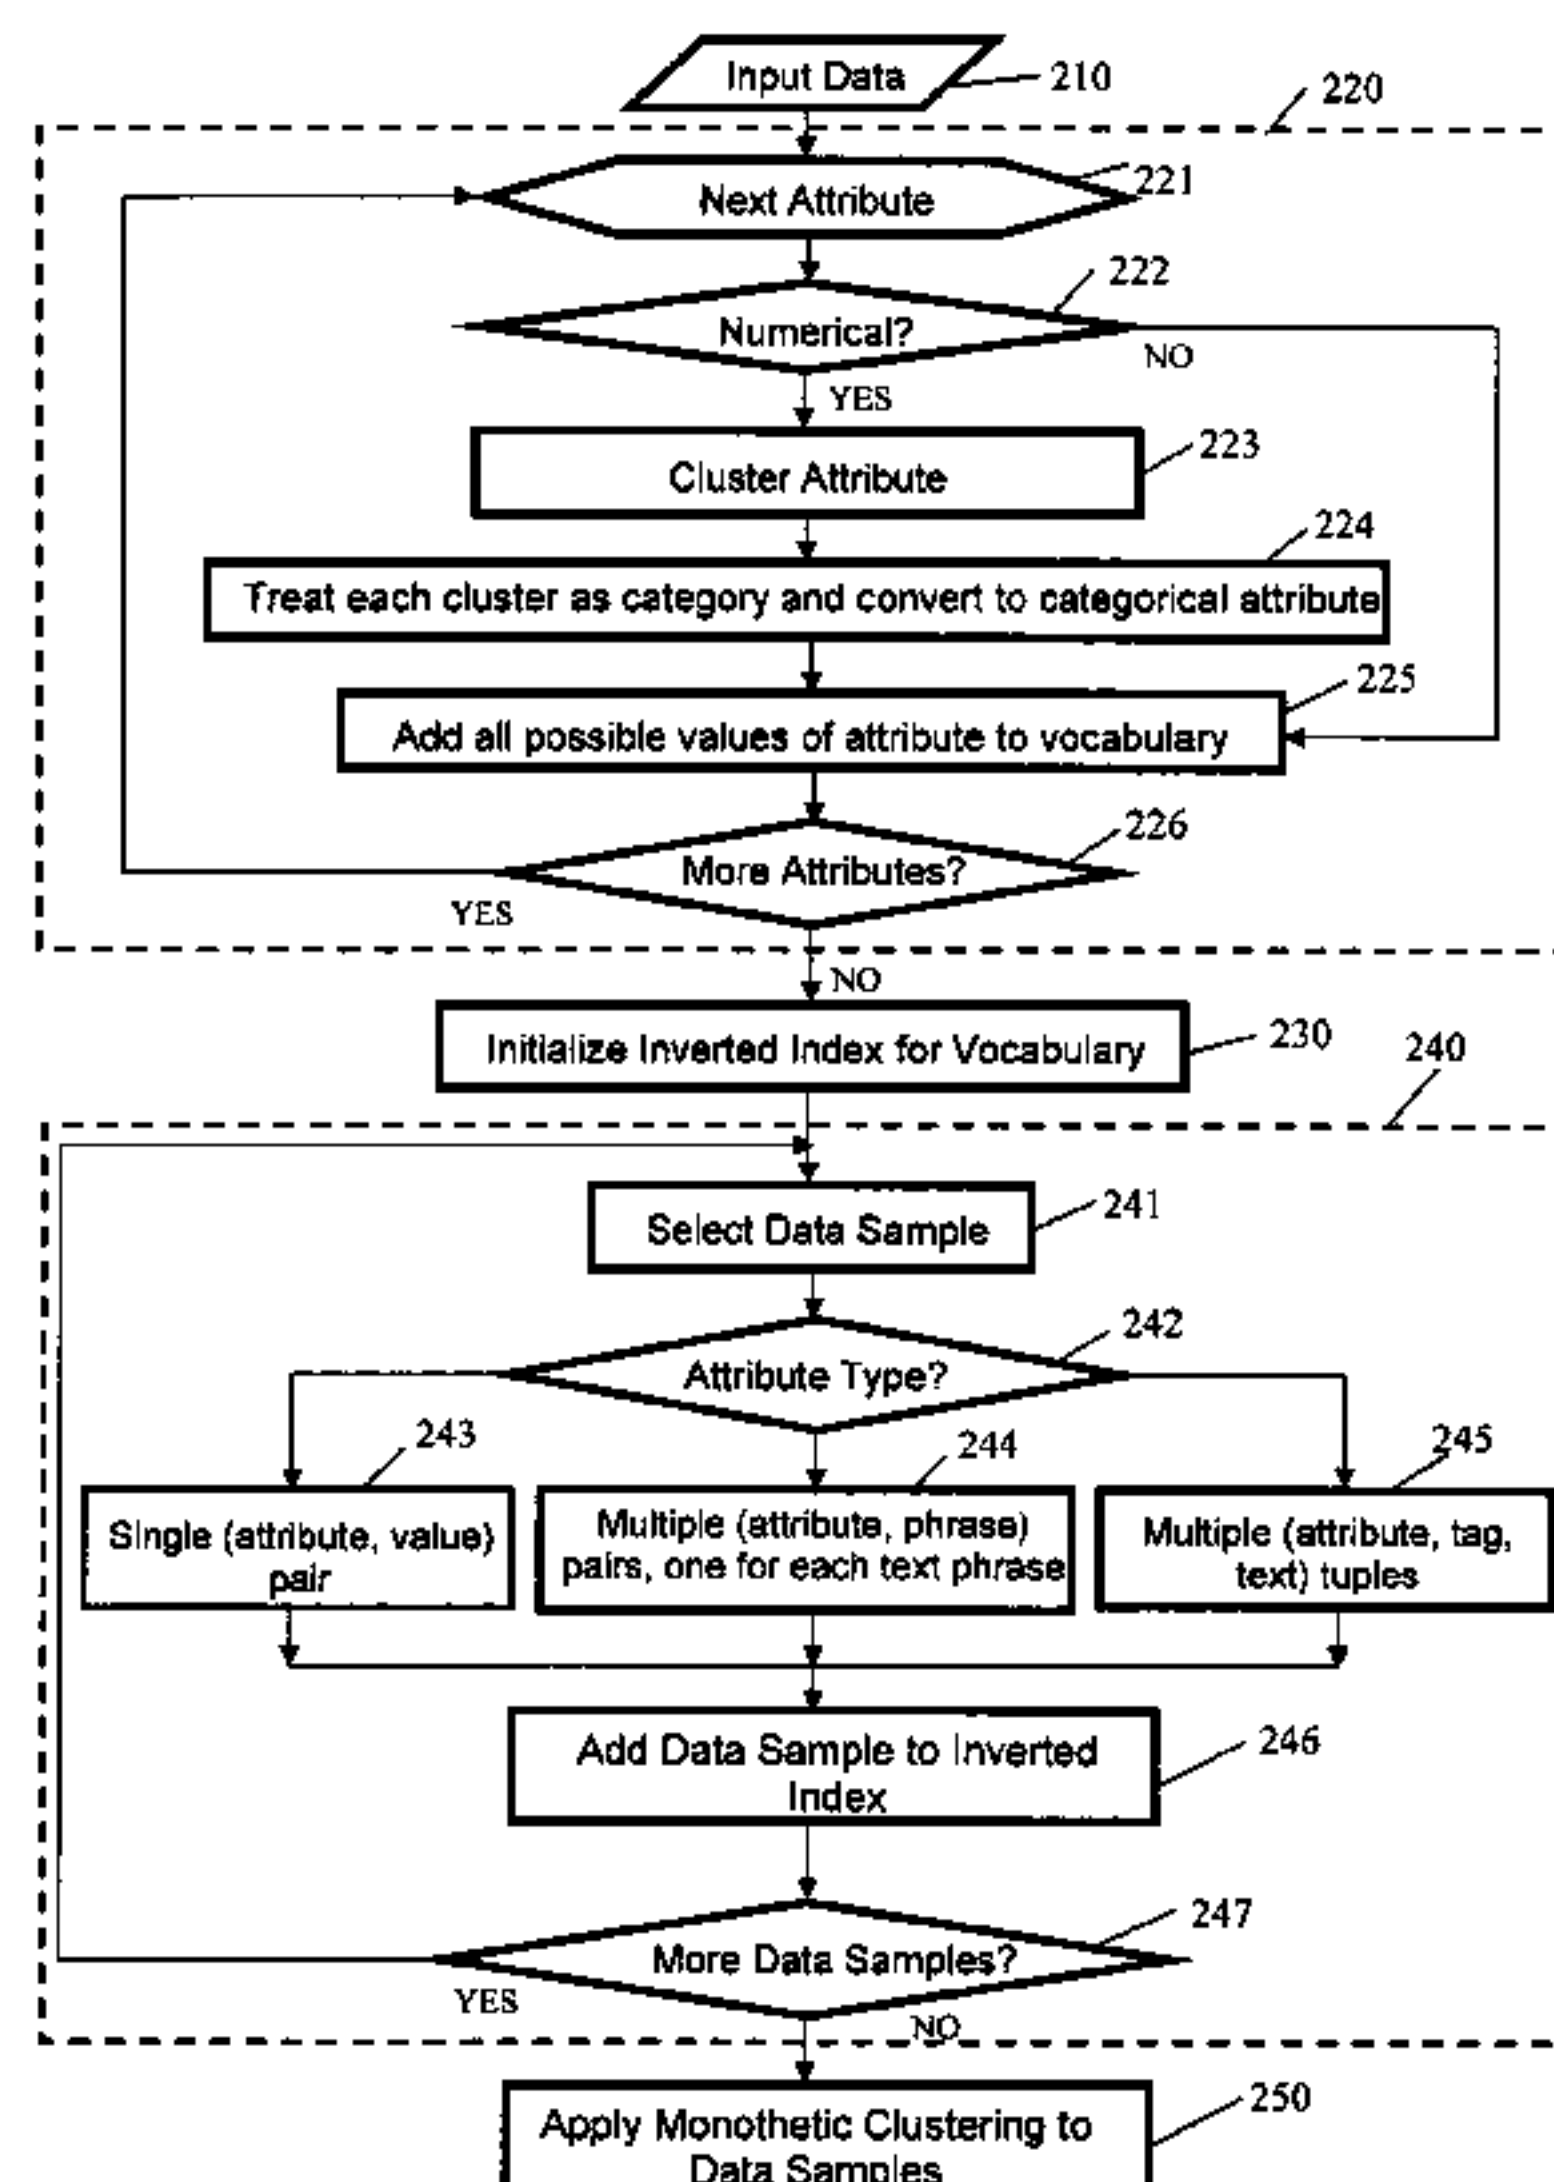 Input Data
210
220
Next Attribute
221
222
Numerical?
NO
YES
Cluster Attribute
223
224
Treat each cluster as category and convert to categorical attribute
225
Add all possible values of attribute to vocabulary
226
More Attributes?
YES
NO
Initialize Inverted Index for Vocabulary
230
240
Select Data Sample
241
242
Attribute Type?
243
244
245
Single (attribute, value)
pair
Multiple (attribute, phrase)
pairs, one for each text phrase
Multiple (attribute, tag,
text) tuples
Add Data Sample to Inverted
Index
246
247
More Data Samples?
YES
NO
250
Apply Monothetic Clustering to
Data Samples